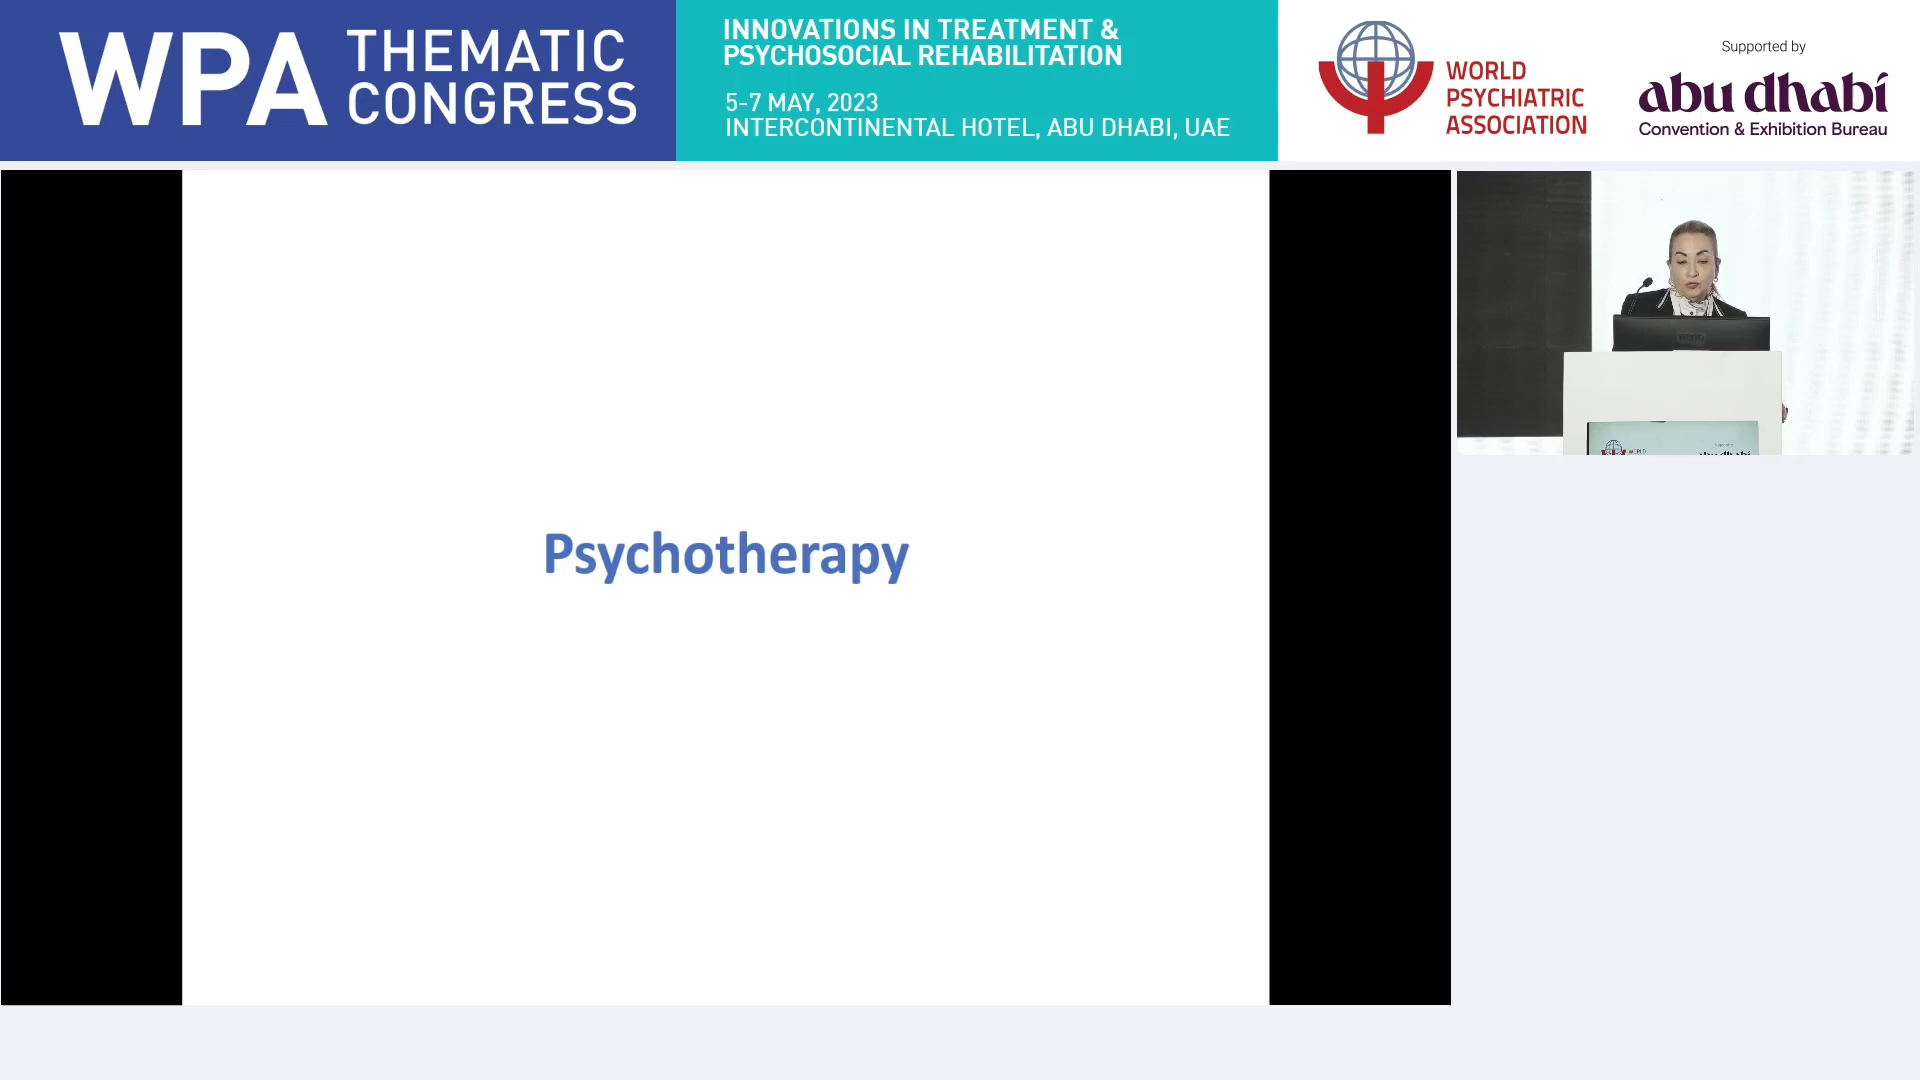 WPA THEMATIC
CONGRESS
INNOVATIONS IN TREATMENT &
PSYCHOSOCIAL REHABILITATION
5-7 MAY, 2023
INTERCONTINENTAL HOTEL, ABU DHABI, UAE
WORLD
PSYCHIATRIC
ASSOCIATION
Supported by
abu dhabi
Convention & Exhibition Bureau
Psychotherapy
WORLD